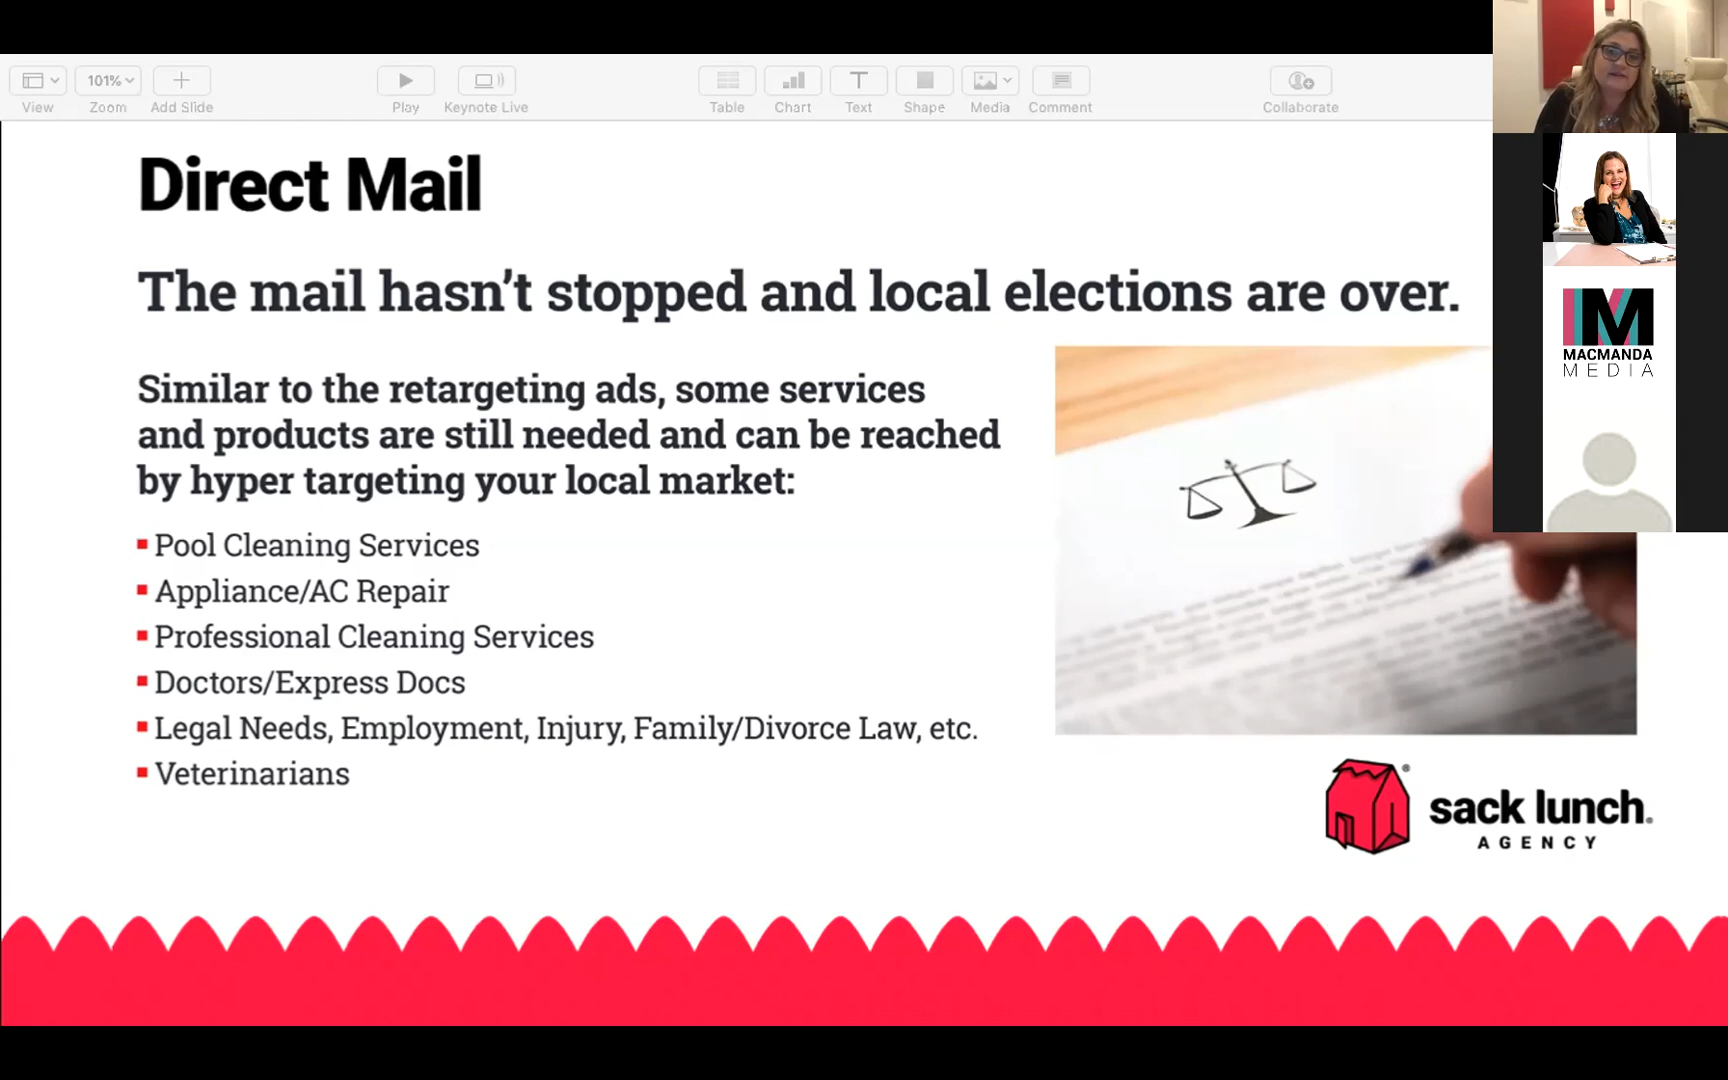 View
101%
Zoom
Add Slide
Play
Keynote Live
Table
Chart
T
Text
Shape
Media
Comment
Collaborate
Direct Mail
The mail hasn’t stopped and local elections are over.
Similar to the retargeting ads, some services
and products are still needed and can be reached
by hyper targeting your local market:
Pool Cleaning Services
Appliance/AC Repair
Professional Cleaning Services
Doctors/Express Docs
Legal Needs, Employment, Injury, Family/Divorce Law, etc.
Veterinarians
M
MACMANDA
MEDIA
sack lunch®
AGENCY